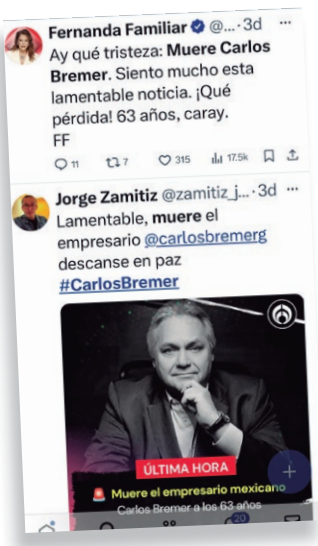 Fernanda Familiar @... · 3d ...
Ay qué tristeza: Muere Carlos
Bremer. Siento mucho esta
lamentable noticia. ¡Qué
pérdida! 63 años, caray.
FF
11 7 315 17.5k
Jorge Zamitiz @zamitiz_j... · 3d ...
Lamentable, muere el
empresario @carlosbremerg
descanse en paz
#CarlosBremer
ÚLTIMA HORA
Muere el empresario mexicano
Carlos Bremer a los 63 años
20